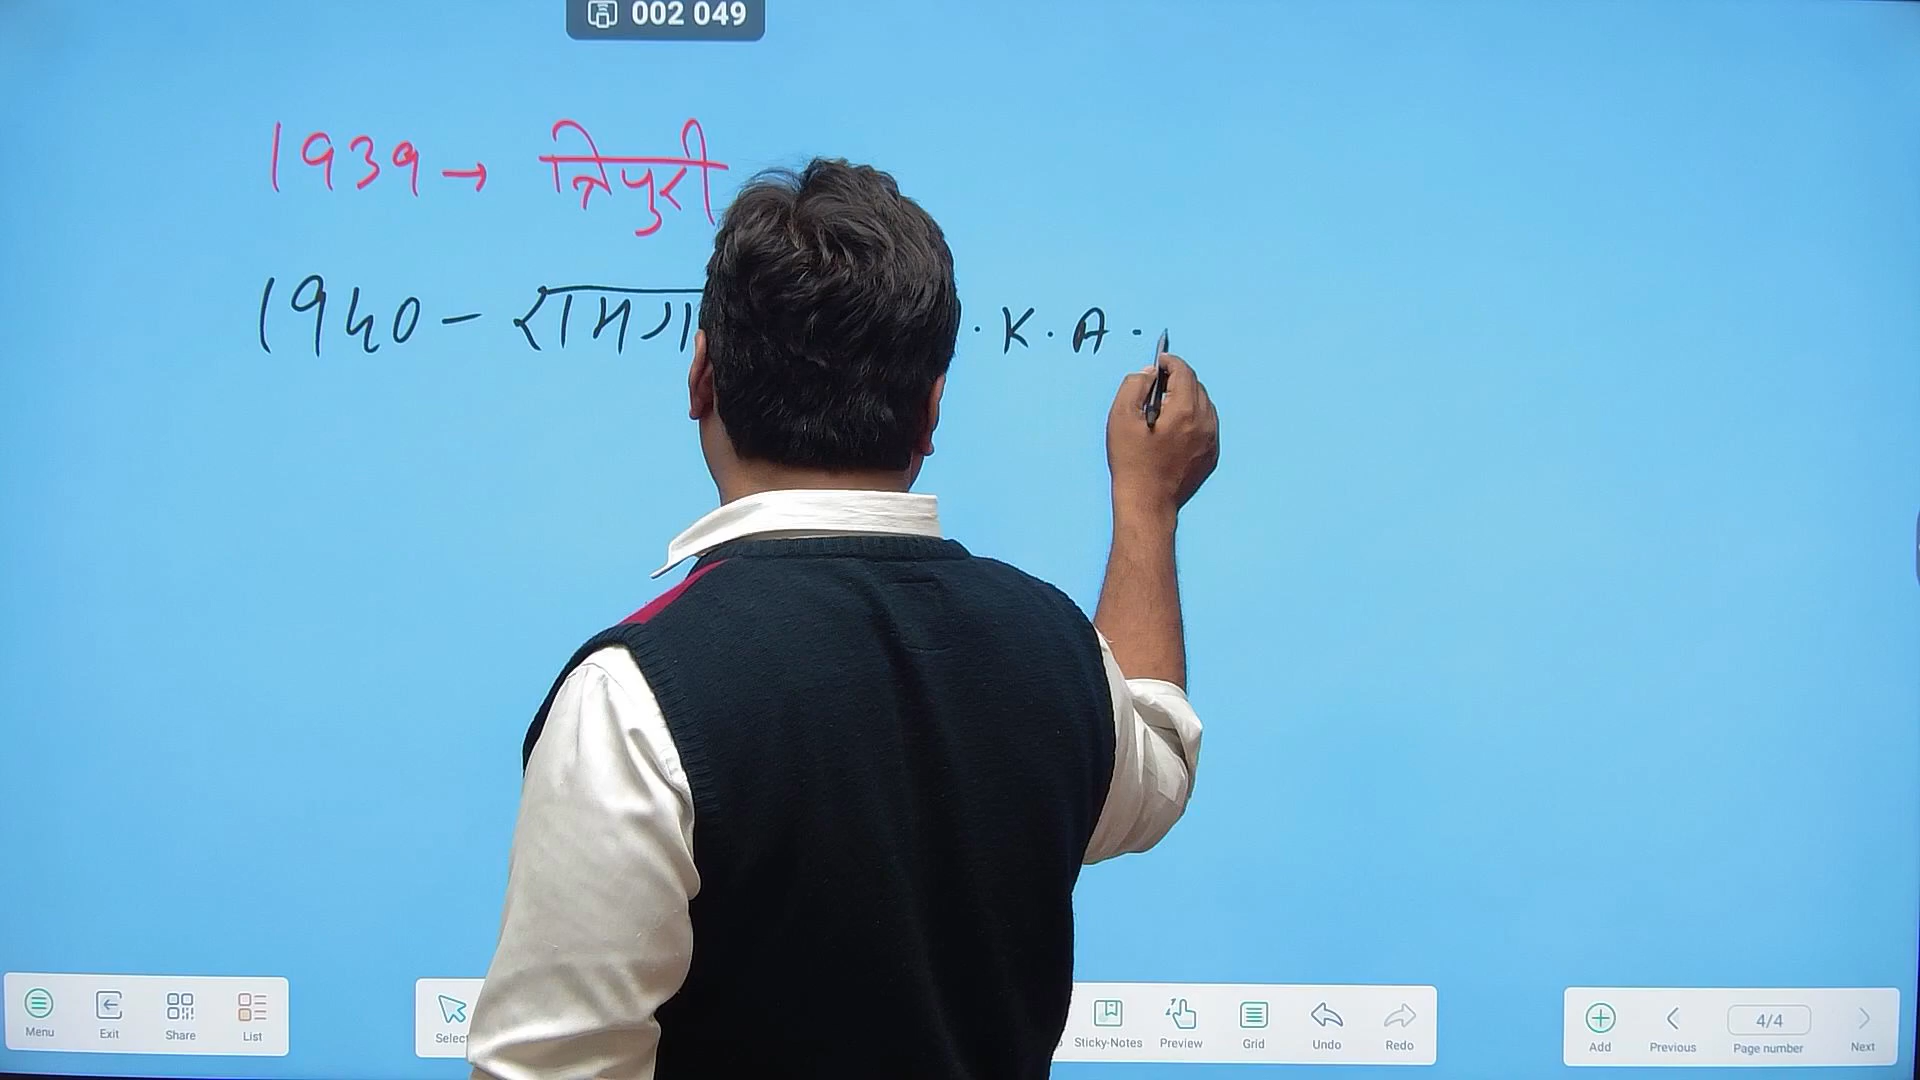 002 049
1939 → त्रिपुरी
1940 - रामग . K. A.
Menu Exit Share List Select Sticky-Notes Preview Grid Undo Redo Add Previous 4/4 Page number Next